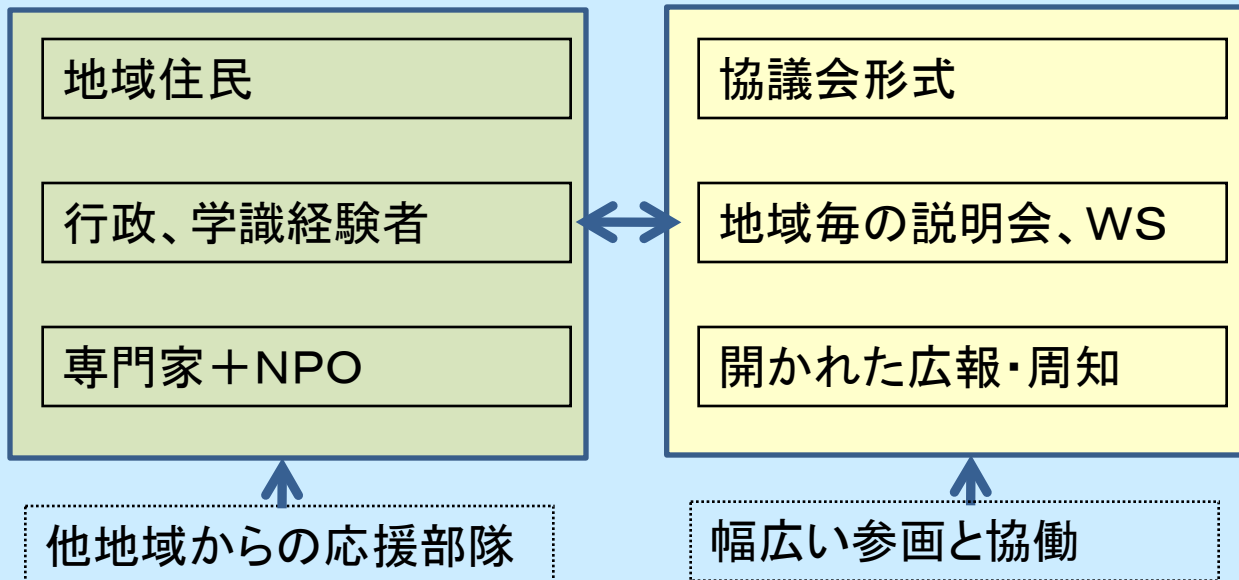 地域住民
行政、学識経験者
専門家＋NPO
他地域からの応援部隊
協議会形式
地域毎の説明会、WS
開かれた広報・周知
幅広い参画と協働